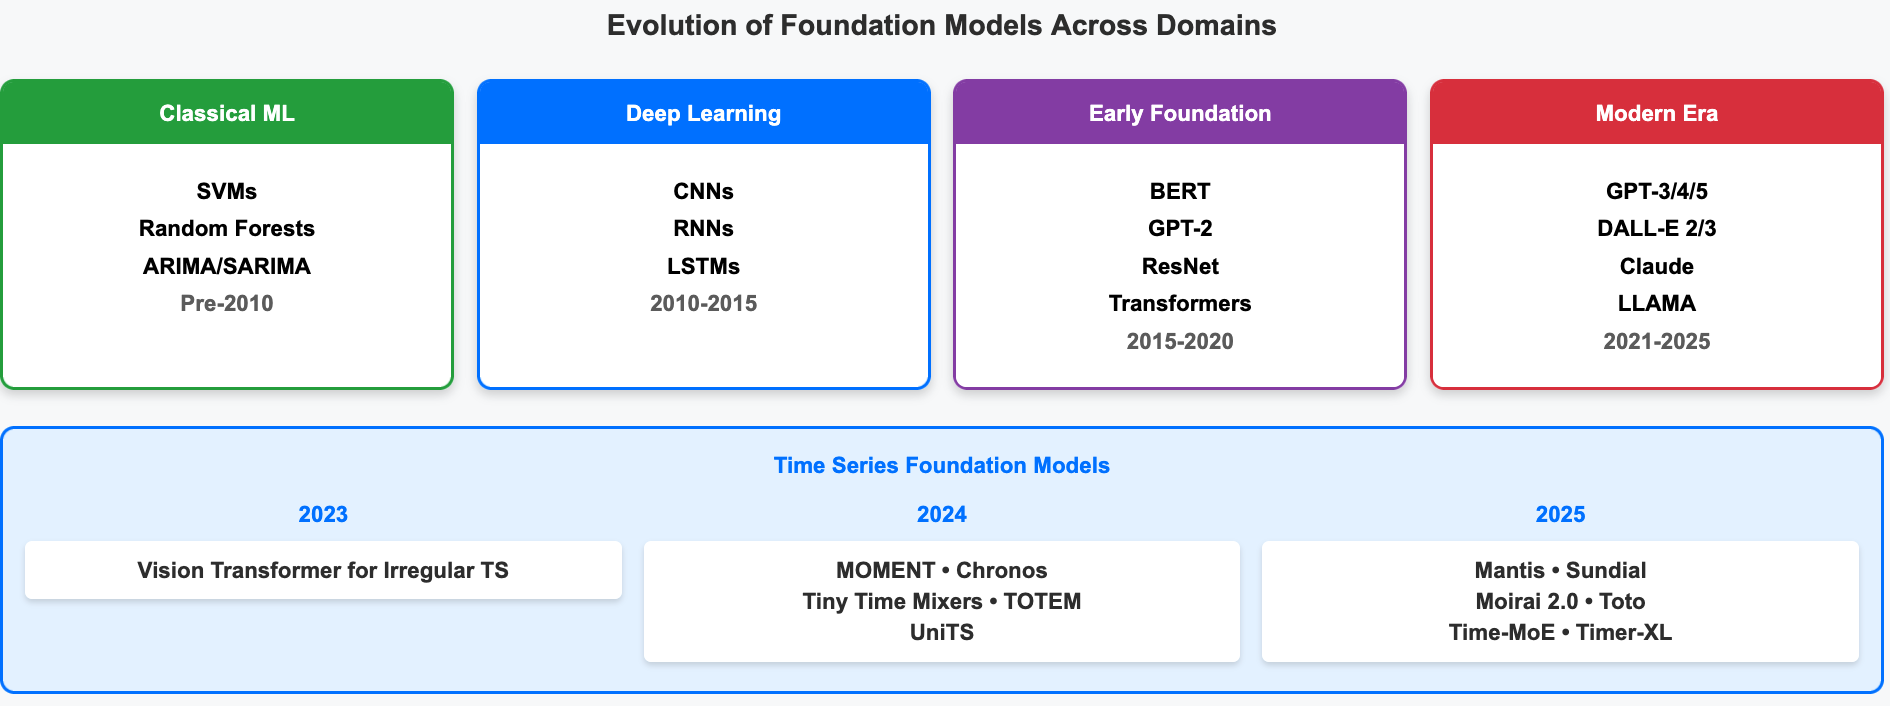 Evolution of Foundation Models Across Domains
Classical ML
SVMs
Random Forests
ARIMA/SARIMA
Pre-2010
Deep Learning
CNNs
RNNs
LSTMs
2010-2015
Early Foundation
BERT
GPT-2
ResNet
Transformers
2015-2020
Modern Era
GPT-3/4/5
DALL-E 2/3
Claude
LLAMA
2021-2025
Time Series Foundation Models
2023
Vision Transformer for Irregular TS
2024
MOMENT • Chronos
Tiny Time Mixers • TOTEM
UniTS
2025
Mantis • Sundial
Moirai 2.0 • Toto
Time-MoE • Timer-XL